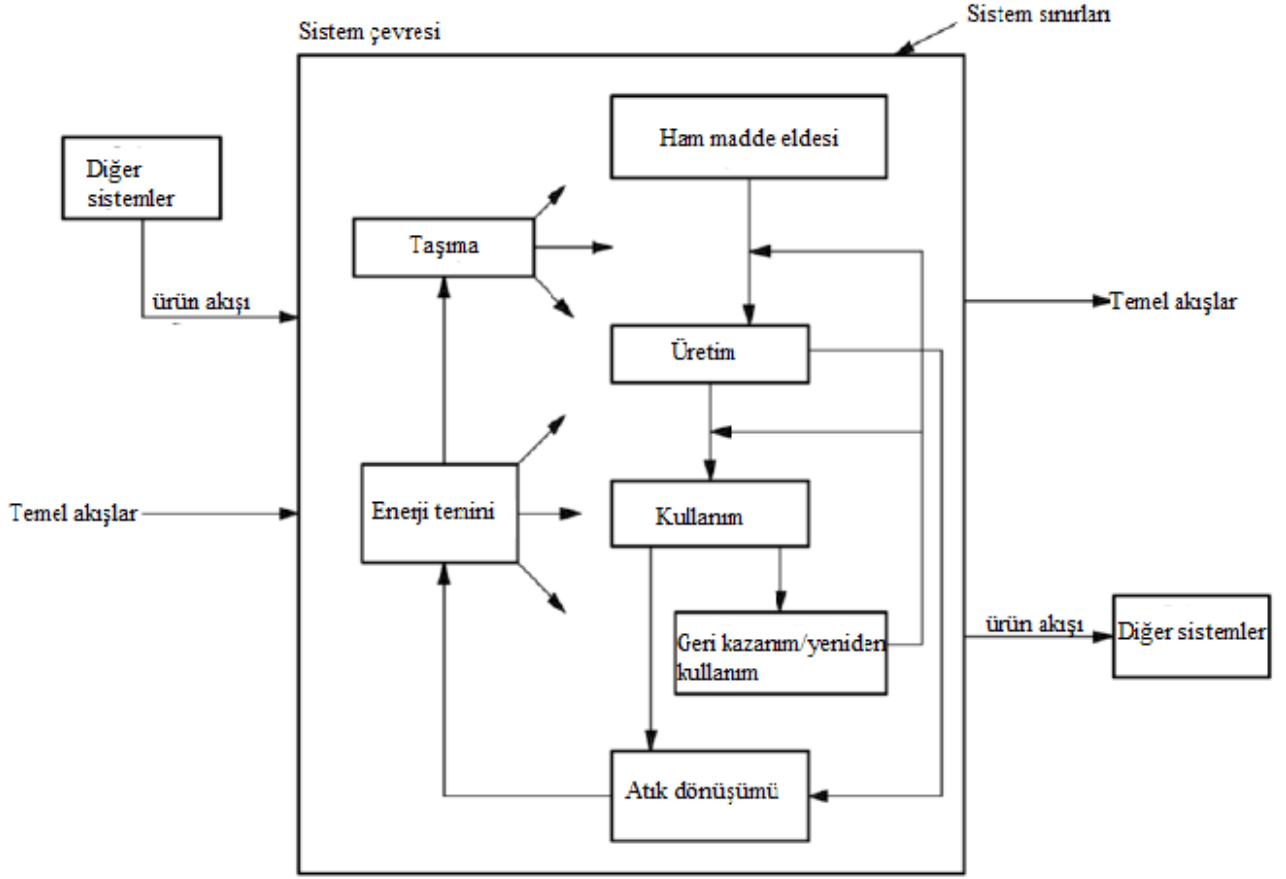 Sistem sınırları
Sistem çevresi
Ham madde eldesi
Diğer
sistemler
Taşıma
ürün akışı
Temel akışlar
Üretim
Temel akışlar
Enerji temini
Kullanım
ürün akışı
Diğer sistemler
Geri kazanım/yeniden
kullanım
Atık dönüşümü